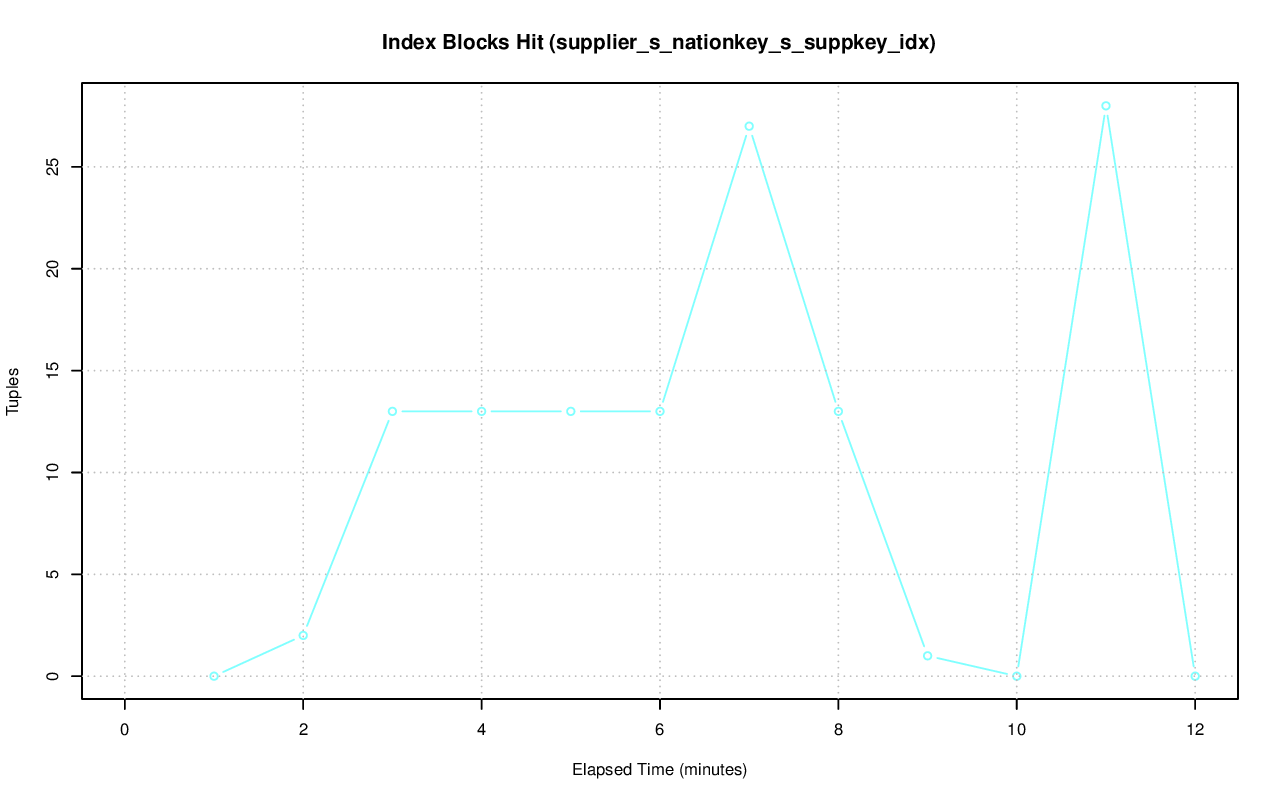 Index Blocks Hit (supplier_s_nationkey_s_suppkey_idx)
Tuples
25
20
15
10
5
0
0 2 4 6 8 10 12
Elapsed Time (minutes)